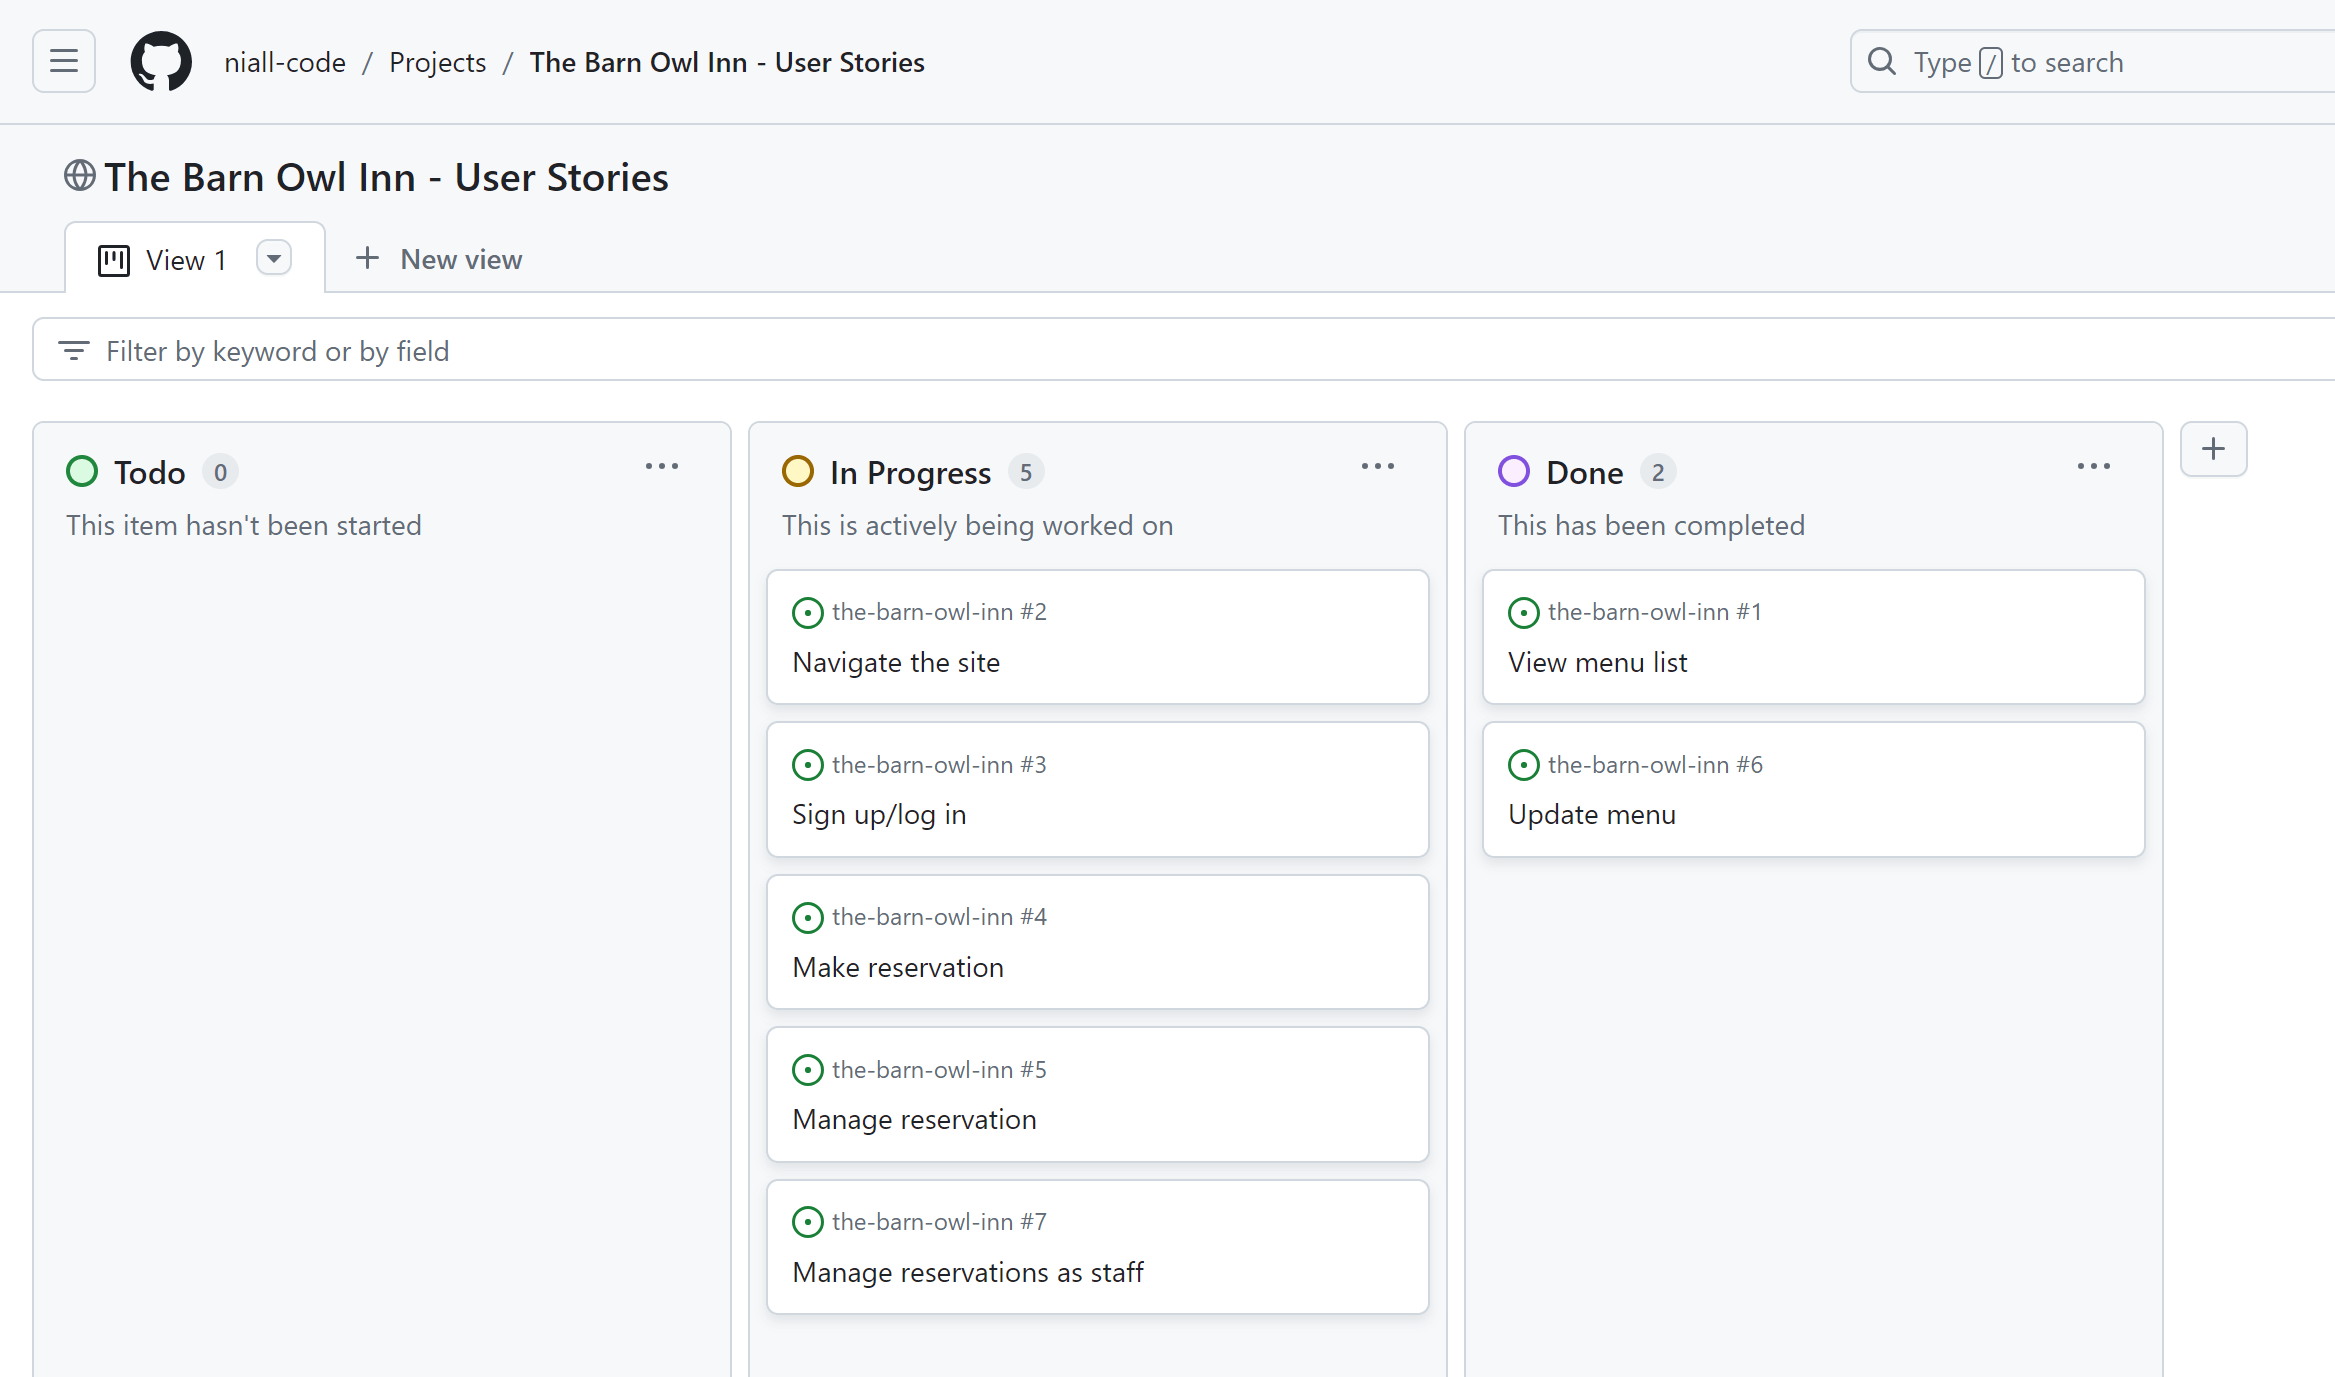 niall-code / Projects / The Barn Owl Inn - User Stories
Type / to search
The Barn Owl Inn - User Stories
View 1
New view
Filter by keyword or by field
Todo 0
This item hasn't been started
In Progress 5
This is actively being worked on
the-barn-owl-inn #2
Navigate the site
the-barn-owl-inn #3
Sign up/log in
the-barn-owl-inn #4
Make reservation
the-barn-owl-inn #5
Manage reservation
the-barn-owl-inn #7
Manage reservations as staff
Done 2
This has been completed
the-barn-owl-inn #1
View menu list
the-barn-owl-inn #6
Update menu